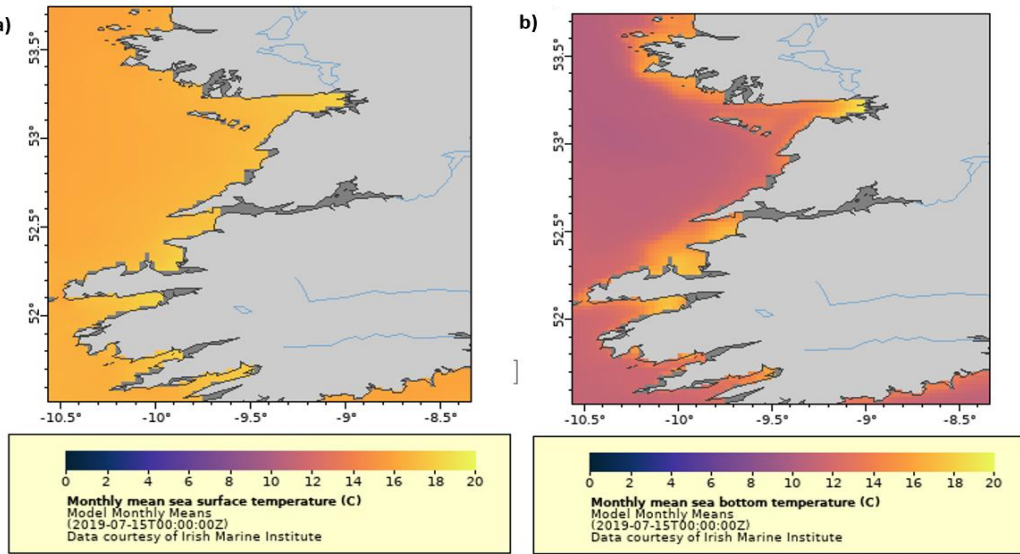 a)
53.5°
53°
52.5°
52°
-10.5 -10 -9.5 -9 -8.5
0 2 4 6 8 10 12 14 16 18 20
Monthly mean sea surface temperature (C)
Model Monthly Means
(2019-07-15T00:00:00Z)
Data courtesy of Irish Marine Institute
b)
53.5°
53°
52.5°
52°
-10.5 -10 -9.5 -9 -8.5
0 2 4 6 8 10 12 14 16 18 20
Monthly mean sea bottom temperature (C)
Model Monthly Means
(2019-07-15T00:00:00Z)
Data courtesy of Irish Marine Institute